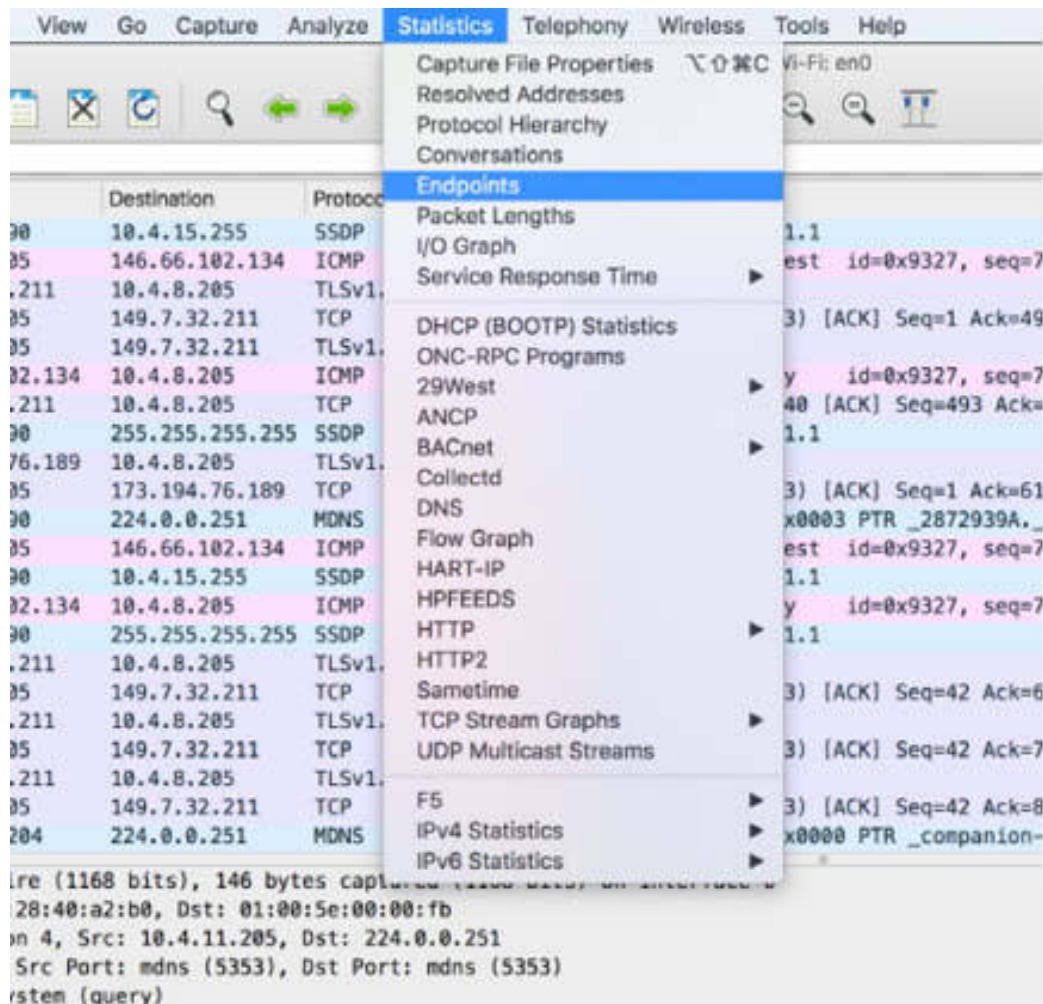 View Go Capture Analyze Statistics Telephony Wireless Tools Help
Capture File Properties ⌥⇧⌘C Wi-Fi: en0
Resolved Addresses
Protocol Hierarchy
Conversations
Endpoints
Destination Protoco
Packet Lengths
90 10.4.15.255 SSDP 1.1
I/O Graph
05 146.66.102.134 ICMP est id=0x9327, seq=7
Service Response Time
.211 10.4.8.205 TLSv1.
05 149.7.32.211 TCP 3) [ACK] Seq=1 Ack=49
DHCP (BOOTP) Statistics
05 149.7.32.211 TLSv1.
ONC-RPC Programs
02.134 10.4.8.205 ICMP y id=0x9327, seq=7
29West
.211 10.4.8.205 TCP 40 [ACK] Seq=493 Ack=
ANCP
90 255.255.255.255 SSDP 1.1
BACnet
76.189 10.4.8.205 TLSv1.
Collectd
05 173.194.76.189 TCP 3) [ACK] Seq=1 Ack=61
DNS
90 224.0.0.251 MDNS x0003 PTR _2872939A._
Flow Graph
05 146.66.102.134 ICMP est id=0x9327, seq=7
HART-IP
90 10.4.15.255 SSDP 1.1
HPFEEDS
02.134 10.4.8.205 ICMP y id=0x9327, seq=7
HTTP
90 255.255.255.255 SSDP 1.1
HTTP2
.211 10.4.8.205 TLSv1.
Sametime
05 149.7.32.211 TCP 3) [ACK] Seq=42 Ack=6
TCP Stream Graphs
.211 10.4.8.205 TLSv1.
UDP Multicast Streams
05 149.7.32.211 TCP 3) [ACK] Seq=42 Ack=7
.211 10.4.8.205 TLSv1.
F5
05 149.7.32.211 TCP 3) [ACK] Seq=42 Ack=8
IPv4 Statistics
204 224.0.0.251 MDNS x0000 PTR _companion-
IPv6 Statistics
ire (1168 bits), 146 bytes captured (1168 bits) on interface 0
:28:40:a2:b0, Dst: 01:00:5e:00:00:fb
on 4, Src: 10.4.11.205, Dst: 224.0.0.251
Src Port: mdns (5353), Dst Port: mdns (5353)
ystem (query)